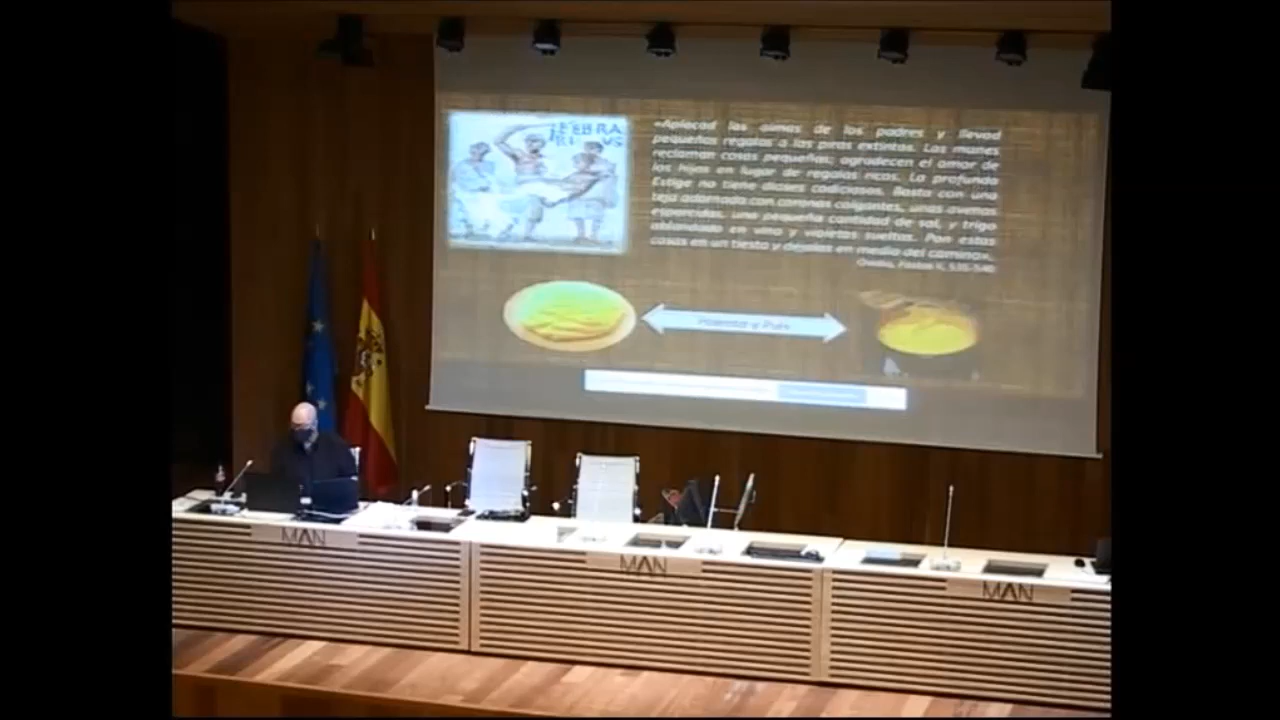 FEBRA
RI VS
«Aplacad las almas de los padres y llevad
pequeños regalos a las piras extintas. Los manes
reclaman cosas pequeñas; agradecen el amor de
los hijos en lugar de regalos ricos. La profunda
Estige no tiene dioses codiciosos. Basta con una
teja adornada con coronas colgantes, unas avenas
esparcidas, una pequeña cantidad de sal, y trigo
ablandado en vino y violetas sueltas. Pon estas
cosas en un tiesto y déjalas en medio del camino».
Ovidio, Fastos II, 535-540
y Puls
MAN
MAN
MAN